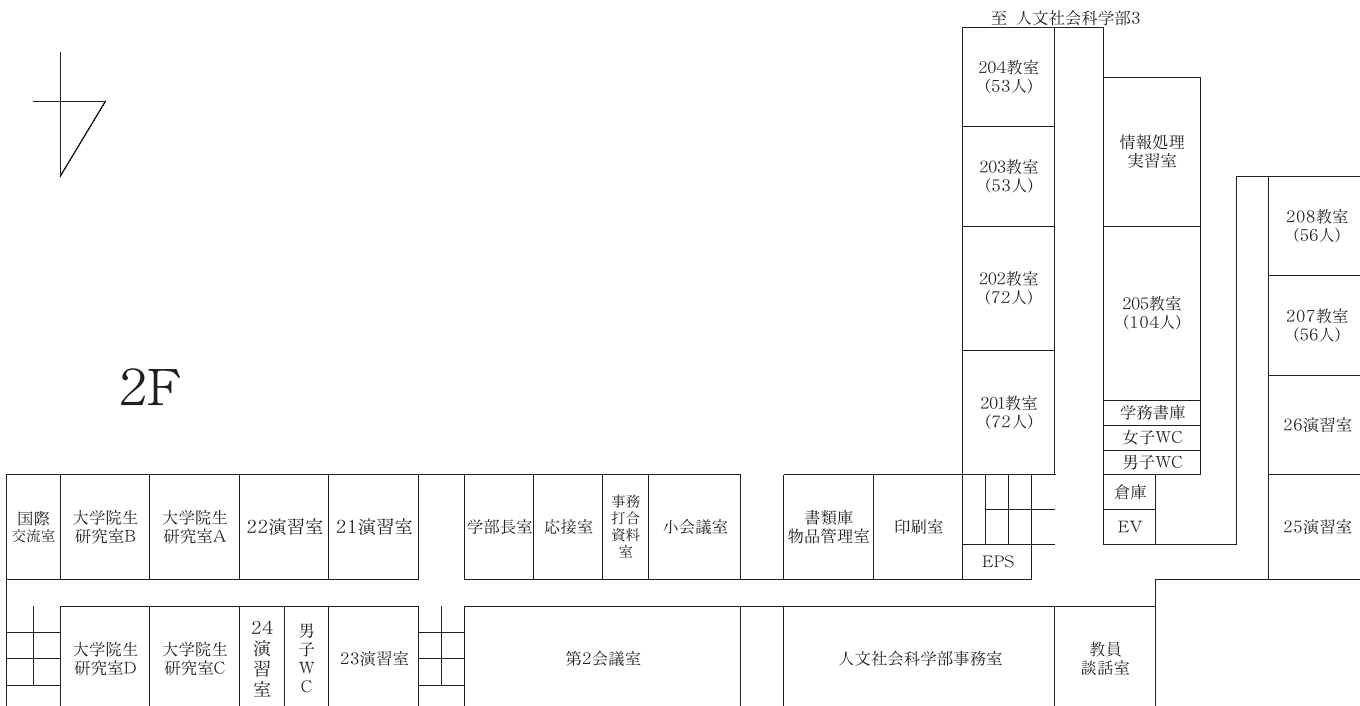 至 人文社会科学部3
204教室
(53人)
203教室
(53人)
202教室
(72人)
201教室
(72人)
情報処理
実習室
205教室
(104人)
学務書庫
女子WC
男子WC
倉庫
EV
208教室
(56人)
207教室
(56人)
26演習室
25演習室
2F
国際
交流室
大学院生
研究室B
大学院生
研究室A
22演習室
21演習室
学部長室
応接室
事務
打合
資料
室
小会議室
書類庫
物品管理室
印刷室
EPS
大学院生
研究室D
大学院生
研究室C
24
演
習
室
男
子
W
C
23演習室
第2会議室
人文社会科学部事務室
教員
談話室